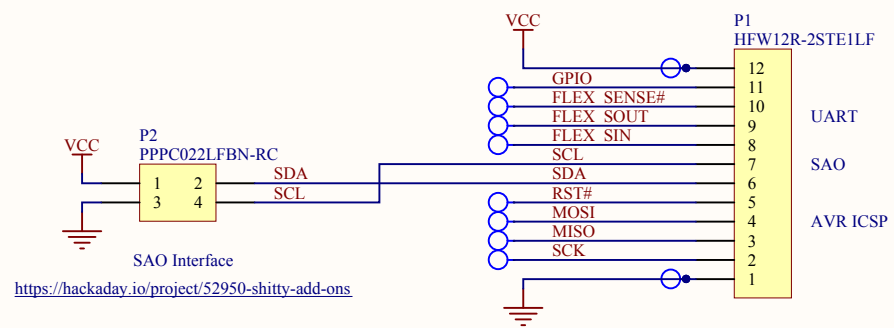 VCC
P1
HFW12R-2STE1LF
12
GPIO
11
FLEX_SENSE#
10
FLEX_SOUT
9
UART
FLEX_SIN
8
SCL
7
SAO
SDA
6
RST#
5
MOSI
4
AVR ICSP
MISO
3
SCK
2
1
VCC
P2
PPPC022LFBN-RC
1 2
SDA
3 4
SCL
SAO Interface
https://hackaday.io/project/52950-shitty-add-ons